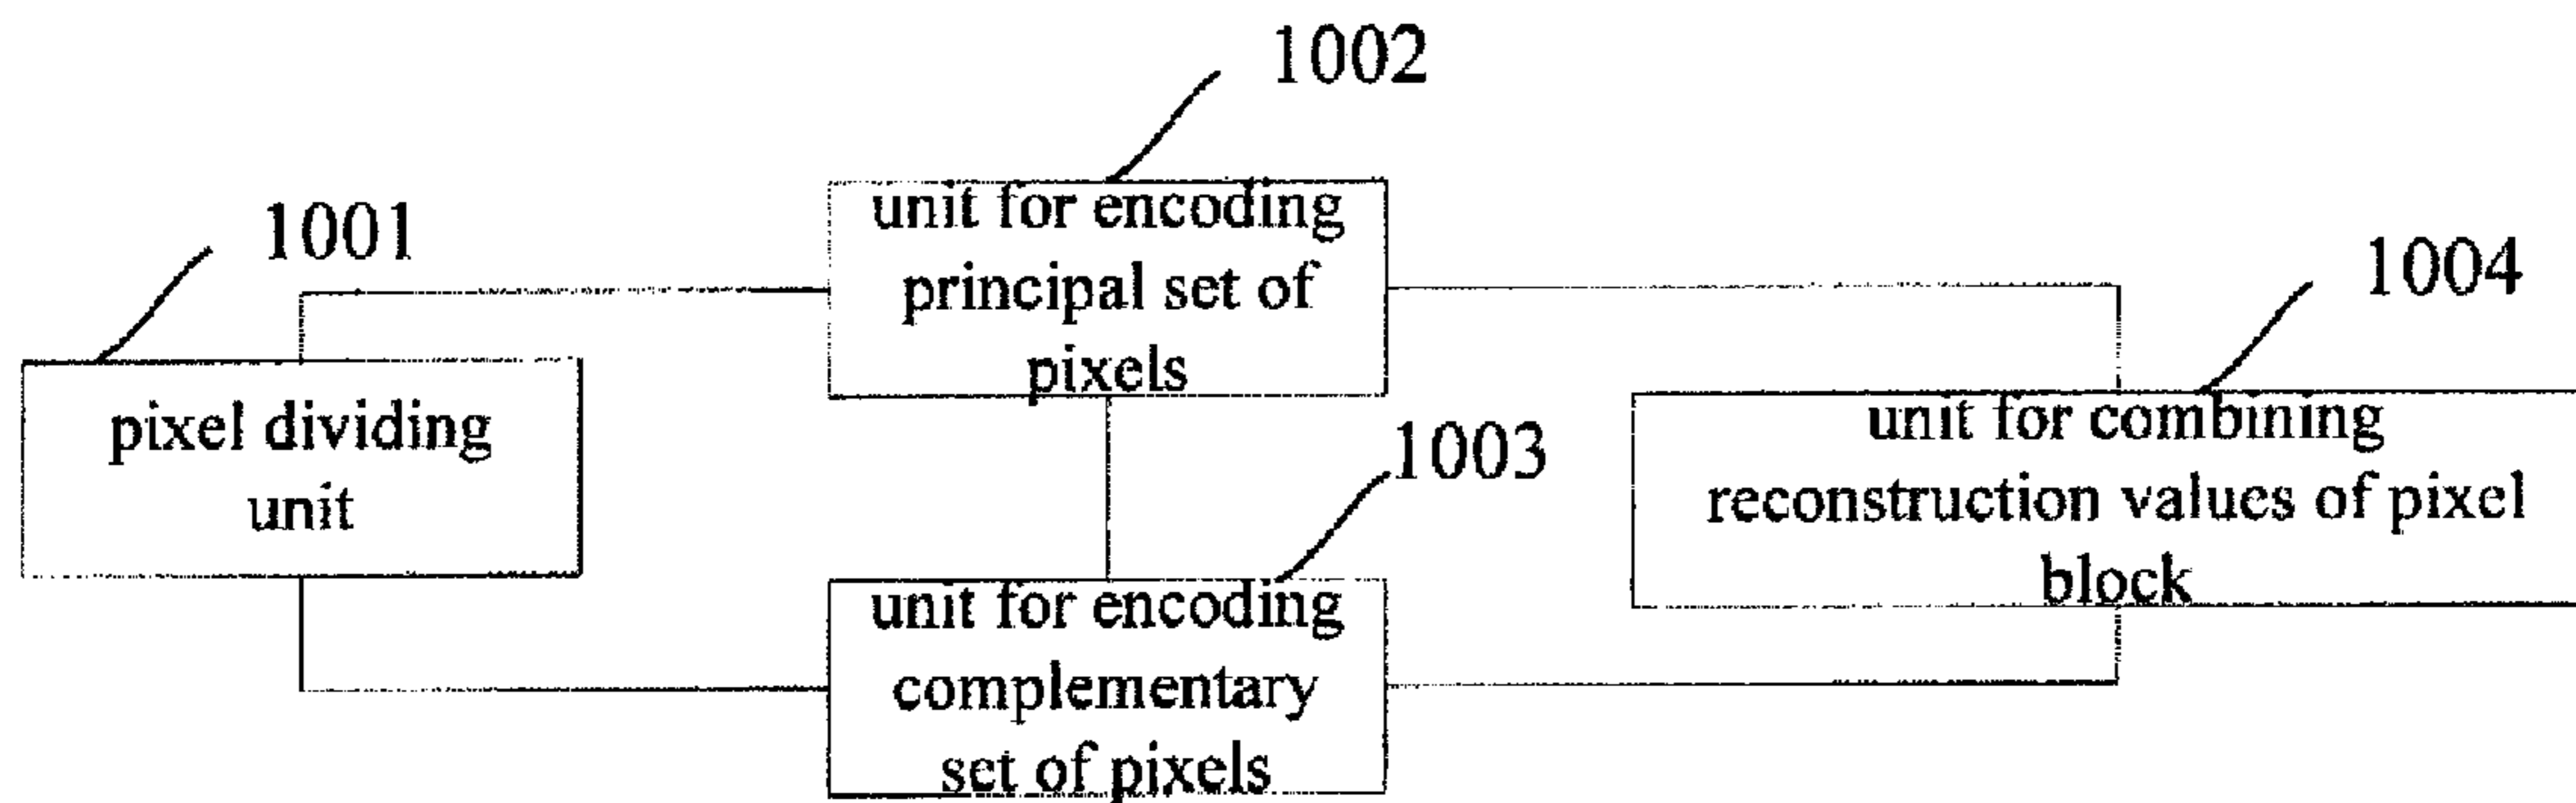 1002
unit for encoding
principal set of
pixels
1001
pixel dividing
unit
1004
unit for combining
reconstruction values of pixel
block
1003
unit for encoding
complementary
set of pixels